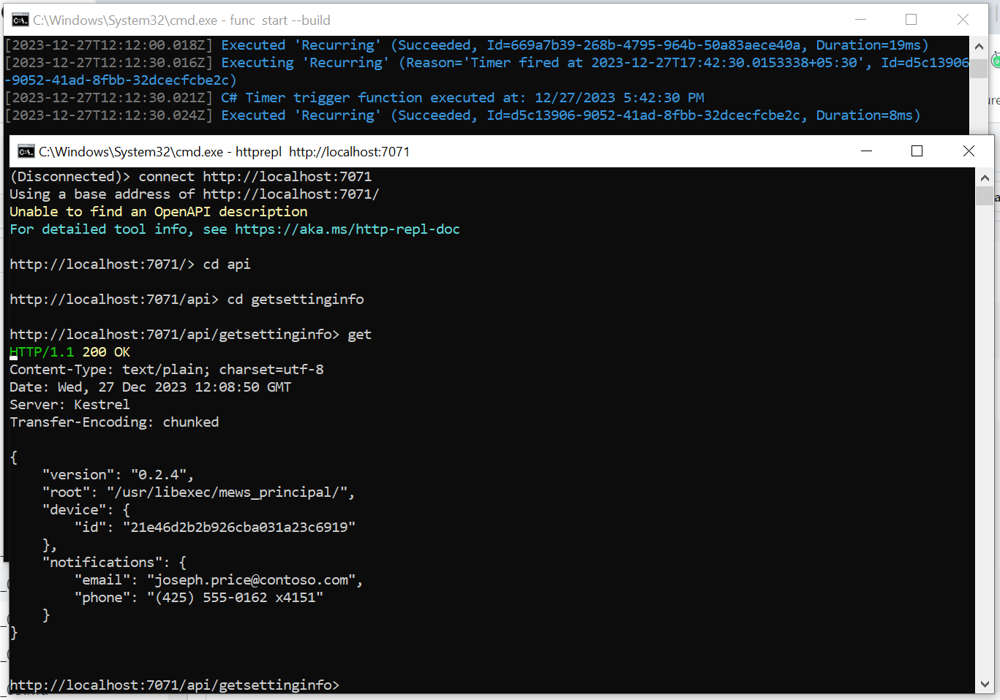 C:\Windows\System32\cmd.exe - func  start --build
[2023-12-27T12:12:00.018Z] Executed 'Recurring' (Succeeded, Id=669a7b39-268b-4795-964b-50a83aece40a, Duration=19ms)
[2023-12-27T12:12:30.016Z] Executing 'Recurring' (Reason='Timer fired at 2023-12-27T17:42:30.0153338+05:30', Id=d5c13906
-9052-41ad-8fbb-32dcecfcbe2c)
[2023-12-27T12:12:30.021Z] C# Timer trigger function executed at: 12/27/2023 5:42:30 PM
[2023-12-27T12:12:30.024Z] Executed 'Recurring' (Succeeded, Id=d5c13906-9052-41ad-8fbb-32dcecfcbe2c, Duration=8ms)
C:\Windows\System32\cmd.exe - httprepl  http://localhost:7071
(Disconnected)> connect http://localhost:7071
Using a base address of http://localhost:7071/
Unable to find an OpenAPI description
For detailed tool info, see https://aka.ms/http-repl-doc
http://localhost:7071/> cd api
http://localhost:7071/api> cd getsettinginfo
http://localhost:7071/api/getsettinginfo> get
HTTP/1.1 200 OK
Content-Type: text/plain; charset=utf-8
Date: Wed, 27 Dec 2023 12:08:50 GMT
Server: Kestrel
Transfer-Encoding: chunked
{
    "version": "0.2.4",
    "root": "/usr/libexec/mews_principal/",
    "device": {
        "id": "21e46d2b2b926cba031a23c6919"
    },
    "notifications": {
        "email": "joseph.price@contoso.com",
        "phone": "(425) 555-0162 x4151"
    }
}
http://localhost:7071/api/getsettinginfo>